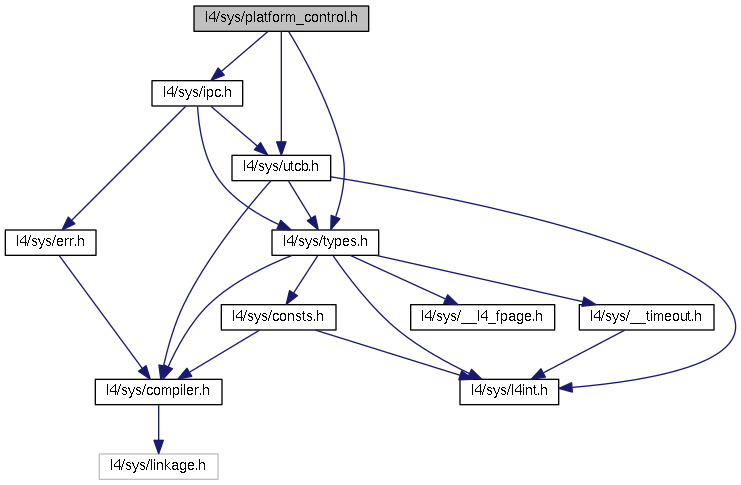 l4/sys/platform_control.h
l4/sys/ipc.h
l4/sys/utcb.h
l4/sys/err.h
l4/sys/types.h
l4/sys/consts.h
l4/sys/__l4_fpage.h
l4/sys/__timeout.h
l4/sys/compiler.h
l4/sys/l4int.h
l4/sys/linkage.h